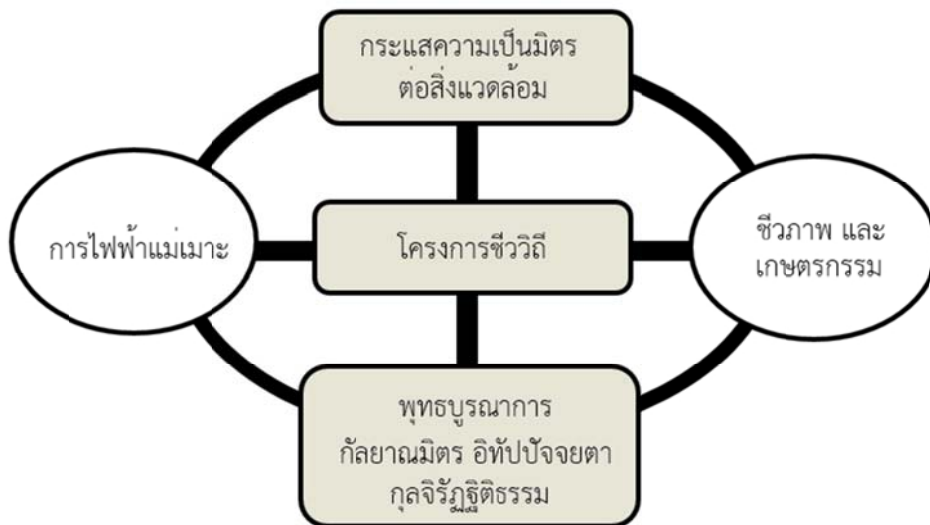 กระแสความเป็นมิตร
ต่อสิ่งแวดล้อม
การไฟฟ้าแม่เมาะ
โครงการชีววิถี
ชีวภาพ และ
เกษตรกรรม
พุทธบูรณาการ
กัลยาณมิตร อิทัปปัจจยตา
กุลจิรัฏฐิติธรรม